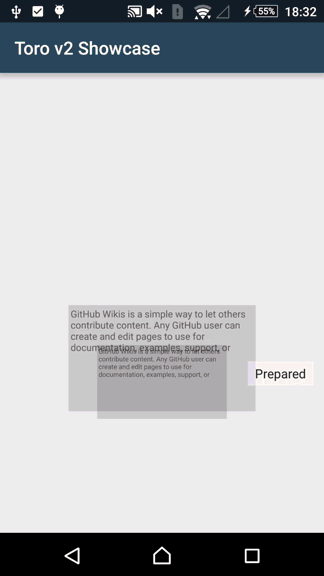 55%
18:32
Toro v2 Showcase
GitHub Wikis is a simple way to let others
contribute content. Any GitHub user can
create and edit pages to use for
documentation, examples, support, or
GitHub Wikis is a simple way to let others
contribute content. Any GitHub user can
create and edit pages to use for
documentation, examples, support, or
Prepared